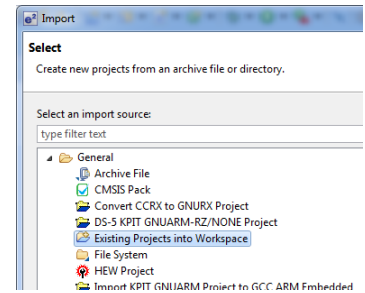 e² Import
Select
Create new projects from an archive file or directory.
Select an import source:
type filter text
General
Archive File
CMSIS Pack
Convert CCRX to GNURX Project
DS-5 KPIT GNUARM-RZ/NONE Project
Existing Projects into Workspace
File System
HEW Project
Import KPIT GNUARM Project to GCC ARM Embedded